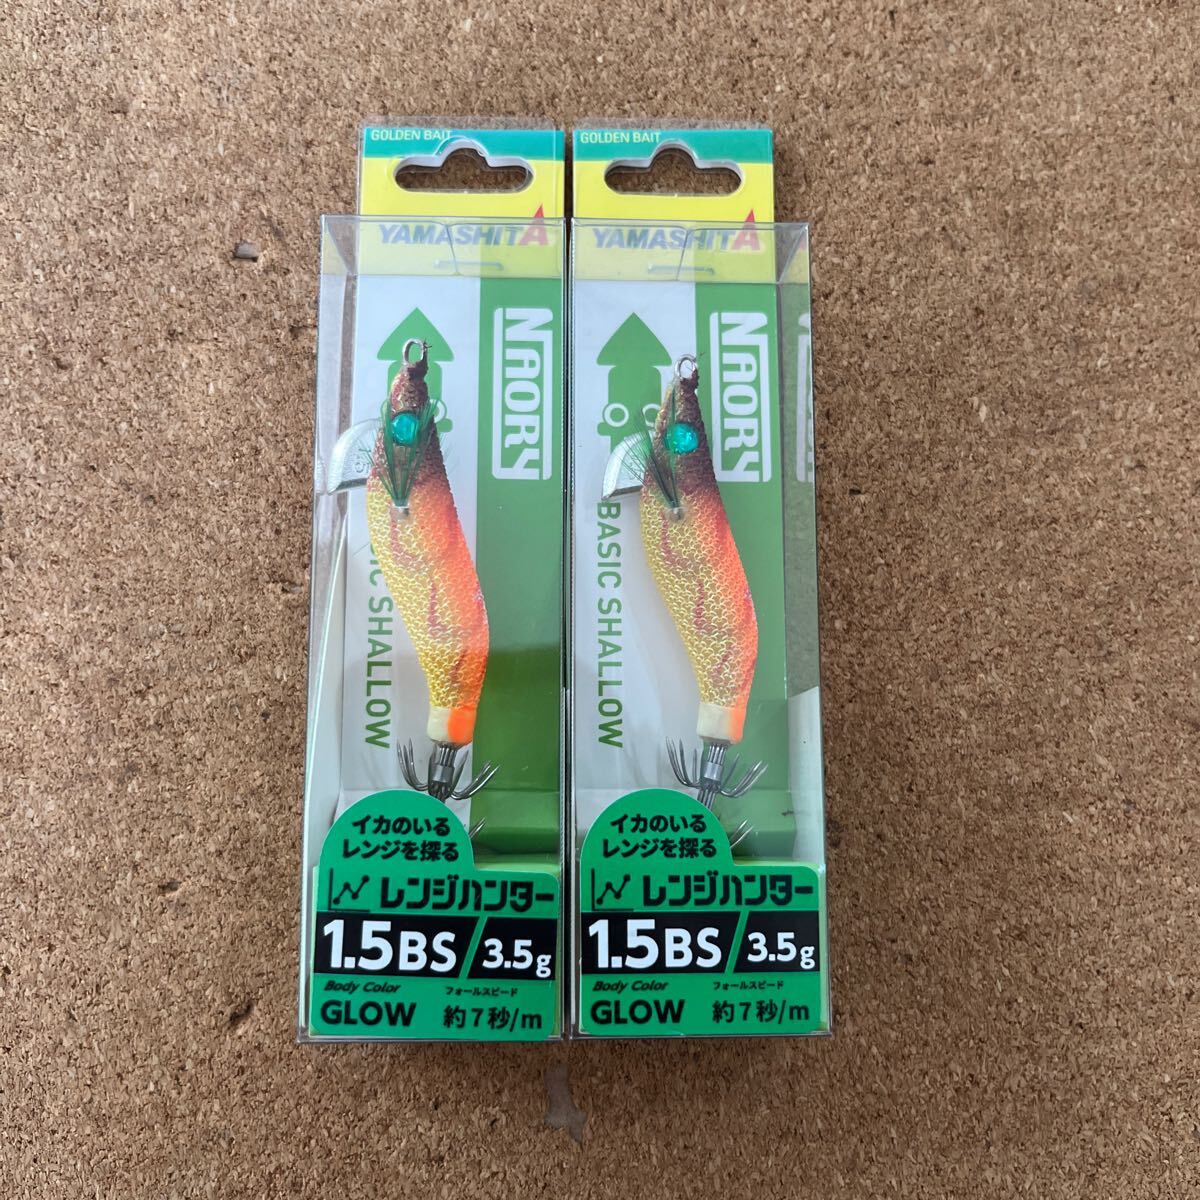 GOLDEN BAIT
YAMASHITA
NAORY
1.5
SIC SHALLOW
イカのいる
レンジを探る
レンジハンター
1.5BS/3.5g
Body Color フォールスピード
GLOW 約7秒/m
GOLDEN BAIT
YAMASHITA
NAORY
BASIC SHALLOW
イカのいる
レンジを探る
レンジハンター
1.5BS/3.5g
Body Color フォールスピード
GLOW 約7秒/m